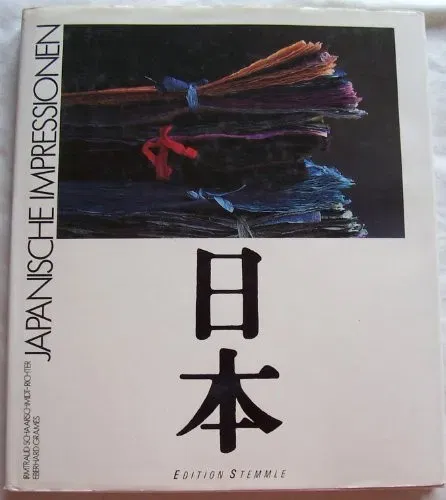 JAPANISCHE IMPRESSIONEN
IRMTRAUD SCHAARSCHMIDT-RICHTER
EBERHARD GRAMES
日本
EDITION STEMMLE